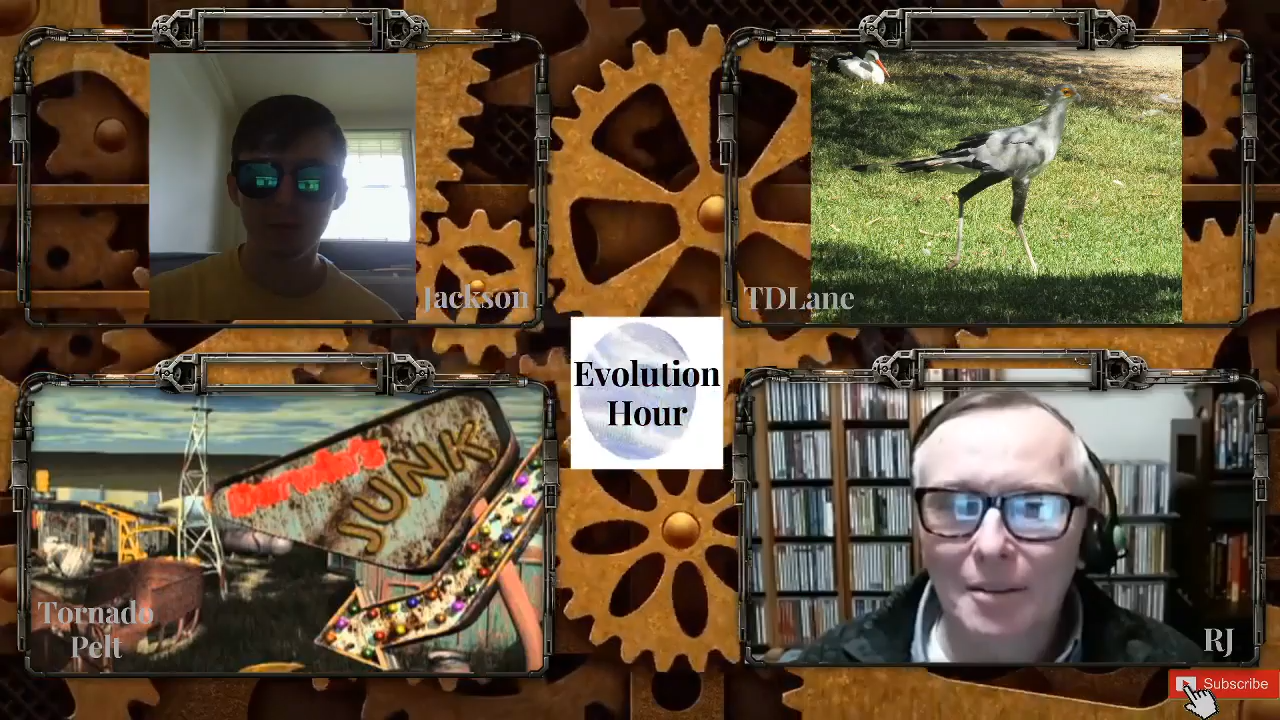 Jackson
TDLane
Evolution
Hour
Darwin's
JUNK
Tornado
Pelt
RJ
Subscribe